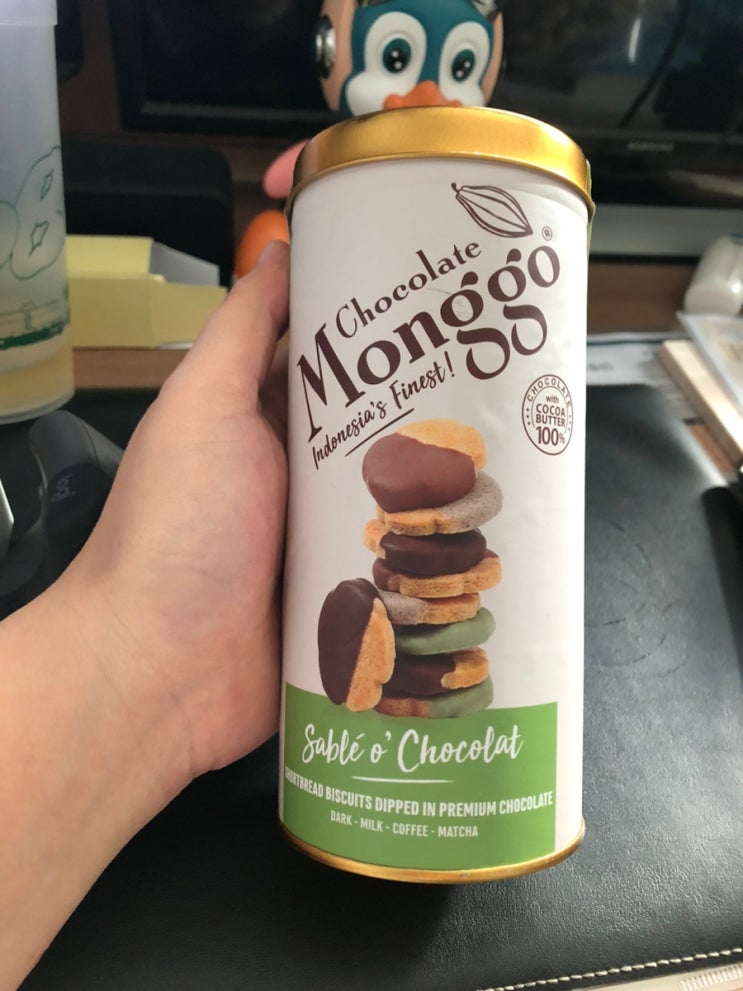 Chocolate
Monggo®
Indonesia's Finest!
CHOCOLATE
with
COCOA
BUTTER
100%
Sablé o' Chocolat
SHORTBREAD BISCUITS DIPPED IN PREMIUM CHOCOLATE
DARK - MILK - COFFEE - MATCHA